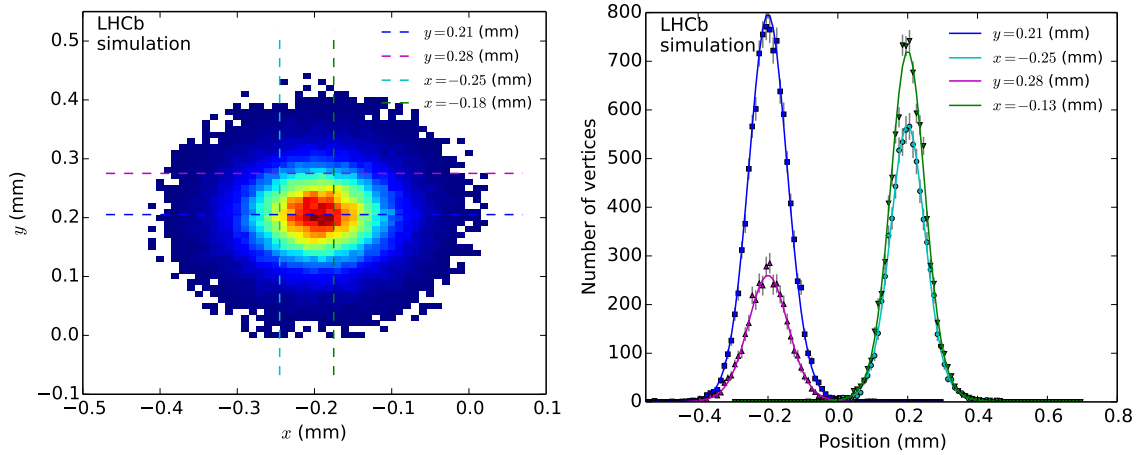 LHCb
simulation
y=0.21 (mm)
y=0.28 (mm)
x=−0.25 (mm)
x=−0.18 (mm)
0.5
0.4
0.3
0.2
0.1
0.0
−0.1
−0.5
−0.4
−0.3
−0.2
−0.1
0.0
0.1
x (mm)
y (mm)
LHCb
simulation
y=0.21 (mm)
x=−0.25 (mm)
y=0.28 (mm)
x=−0.13 (mm)
800
700
600
500
400
300
200
100
0
−0.4
−0.2
0.0
0.2
0.4
0.6
0.8
Position (mm)
Number of vertices